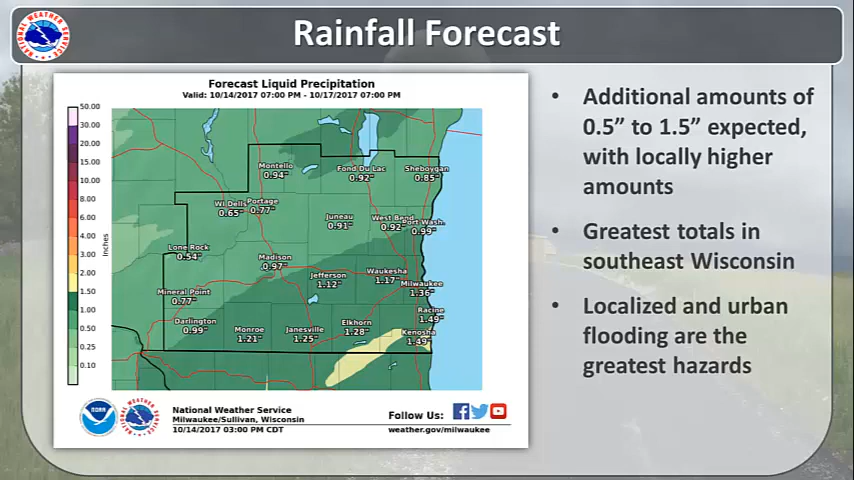 Rainfall Forecast
NATIONAL WEATHER SERVICE
Forecast Liquid Precipitation
Valid: 10/14/2017 07:00 PM - 10/17/2017 07:00 PM
50.00
30.00
20.00
15.00
10.00
8.00
6.00
4.00
3.00
2.00
1.50
1.00
0.50
0.25
0.10
Inches
Montello
0.94"
Fond Du Lac
0.92"
Sheboygan
0.85"
WI Dells
0.65"
Portage
0.77"
Juneau
0.91"
West Bend
0.92"
Port Wash.
0.99"
Lone Rock
0.54"
Madison
0.97"
Jefferson
1.12"
Waukesha
1.17"
Milwaukee
1.36"
Mineral Point
0.77"
Racine
1.49"
Darlington
0.99"
Monroe
1.21"
Janesville
1.25"
Elkhorn
1.28"
Kenosha
1.49"
NOAA
National Weather Service
Milwaukee/Sullivan, Wisconsin
10/14/2017 03:00 PM CDT
Follow Us:
weather.gov/milwaukee
• Additional amounts of
0.5” to 1.5” expected,
with locally higher
amounts
• Greatest totals in
southeast Wisconsin
• Localized and urban
flooding are the
greatest hazards